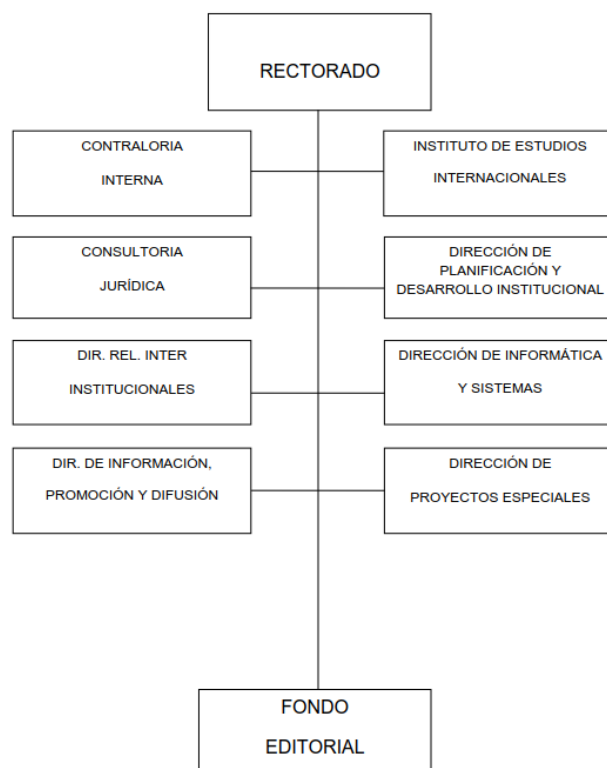 RECTORADO
CONTRALORIA
INTERNA
INSTITUTO DE ESTUDIOS
INTERNACIONALES
CONSULTORIA
JURÍDICA
DIRECCIÓN DE
PLANIFICACIÓN Y
DESARROLLO INSTITUCIONAL
DIR. REL. INTER
INSTITUCIONALES
DIRECCIÓN DE INFORMÁTICA
Y SISTEMAS
DIR. DE INFORMACIÓN,
PROMOCIÓN Y DIFUSIÓN
DIRECCIÓN DE
PROYECTOS ESPECIALES
FONDO
EDITORIAL